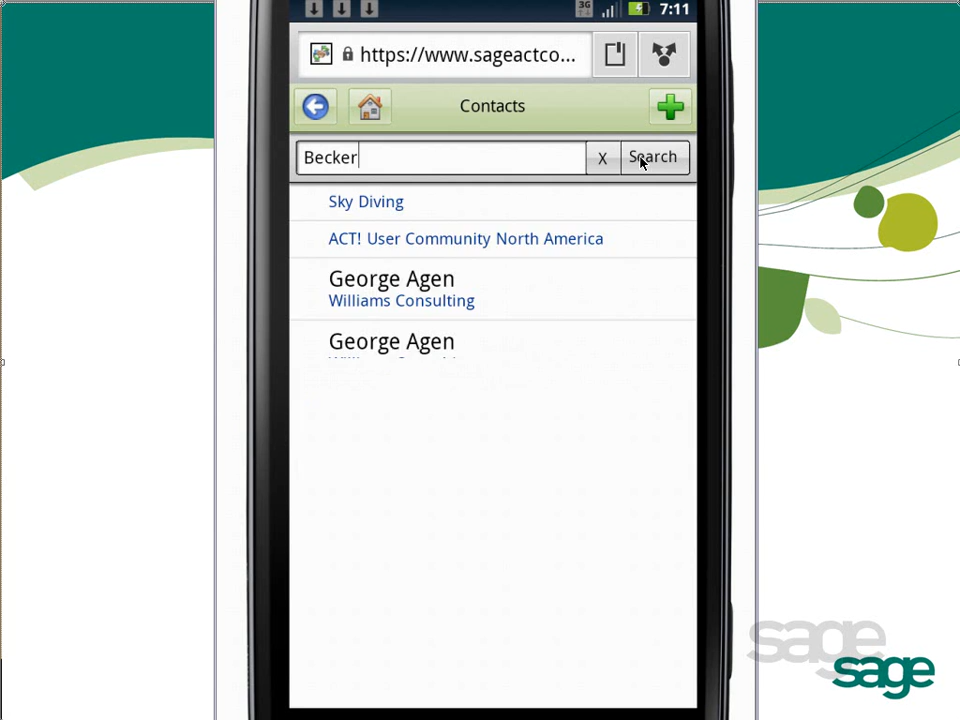 3G 7:11
https://www.sageactco...
Contacts
Becker
X Search
Sky Diving
ACT! User Community North America
George Agen
Williams Consulting
George Agen
sage
sage